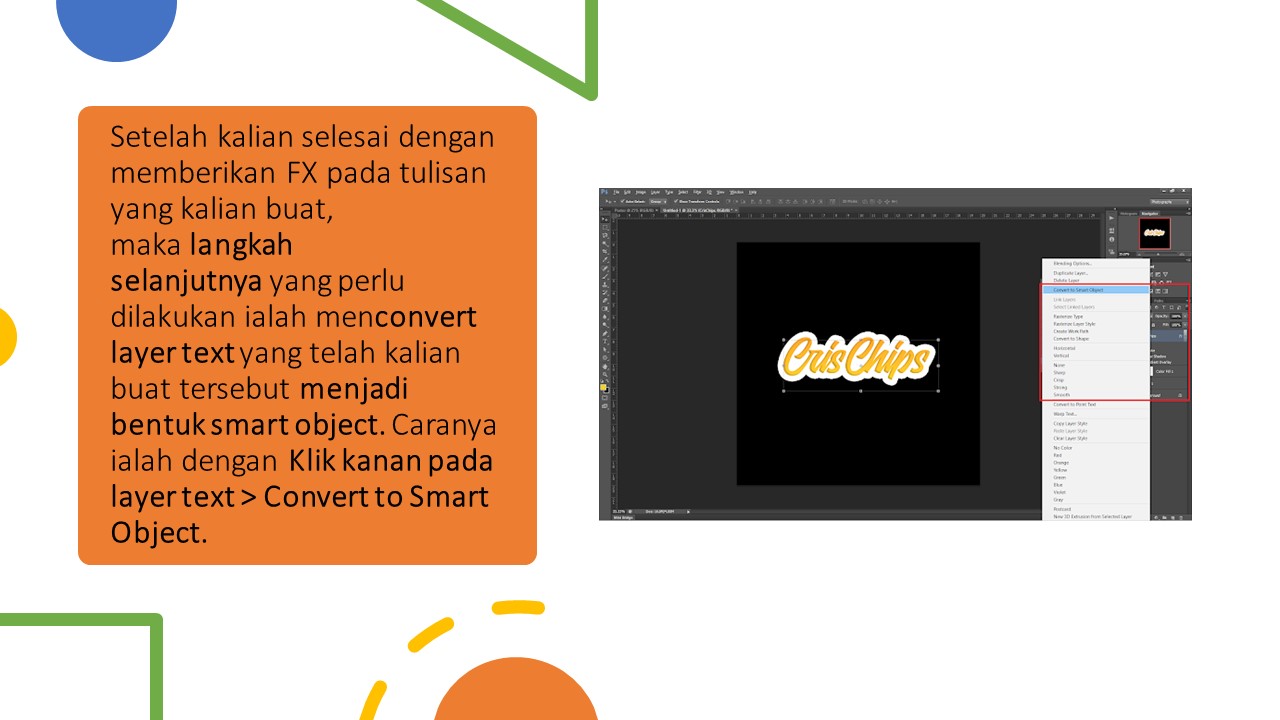 Setelah kalian selesai dengan
memberikan FX pada tulisan
yang kalian buat,
maka langkah
selanjutnya yang perlu
dilakukan ialah menconvert
layer text yang telah kalian
buat tersebut menjadi
bentuk smart object. Caranya
ialah dengan Klik kanan pada
layer text > Convert to Smart
Object.
CrisChips
Blending Options...
Duplicate Layer...
Delete Layer
Convert to Smart Object
Link Layers
Select Linked Layers
Rasterize Type
Rasterize Layer Style
Create Work Path
Convert to Shape
Horizontal
Vertical
None
Sharp
Crisp
Strong
Smooth
Convert to Point Text
Warp Text...
Copy Layer Style
Paste Layer Style
Clear Layer Style
No Color
Red
Orange
Yellow
Green
Blue
Violet
Gray
Postcard
New 3D Extrusion from Selected Layer